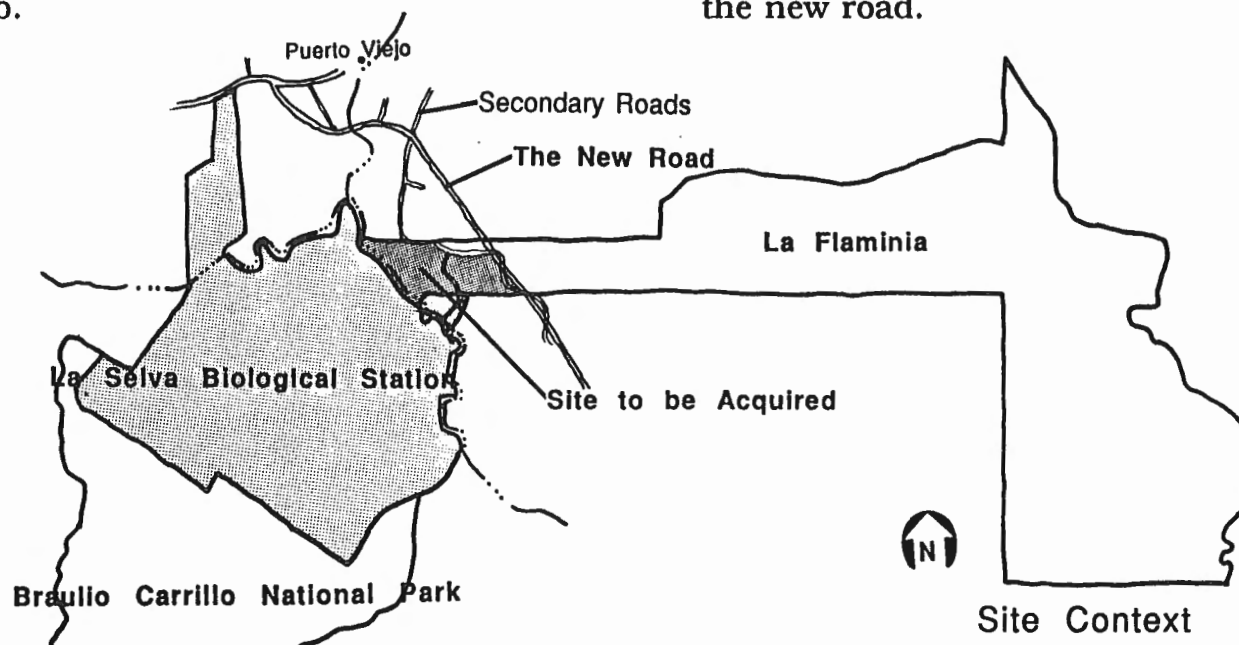 the new road.
Puerto Viejo
Secondary Roads
The New Road
La Flaminia
La Selva Biological Station
Site to be Acquired
N
Braulio Carrillo National Park
Site Context